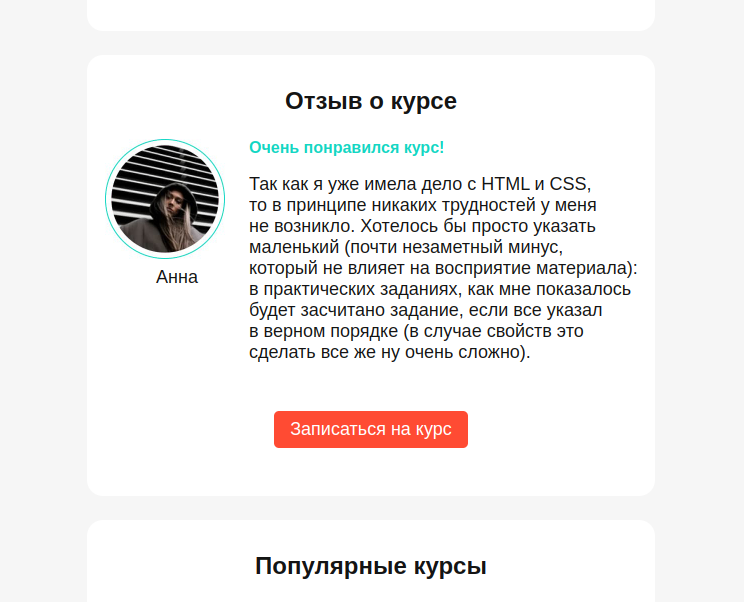 Отзыв о курсе
Очень понравился курс!
Так как я уже имела дело с HTML и CSS,
то в принципе никаких трудностей у меня
не возникло. Хотелось бы просто указать
маленький (почти незаметный минус,
который не влияет на восприятие материала):
в практических заданиях, как мне показалось
будет засчитано задание, если все указал
в верном порядке (в случае свойств это
сделать все же ну очень сложно).
Анна
Записаться на курс
Популярные курсы